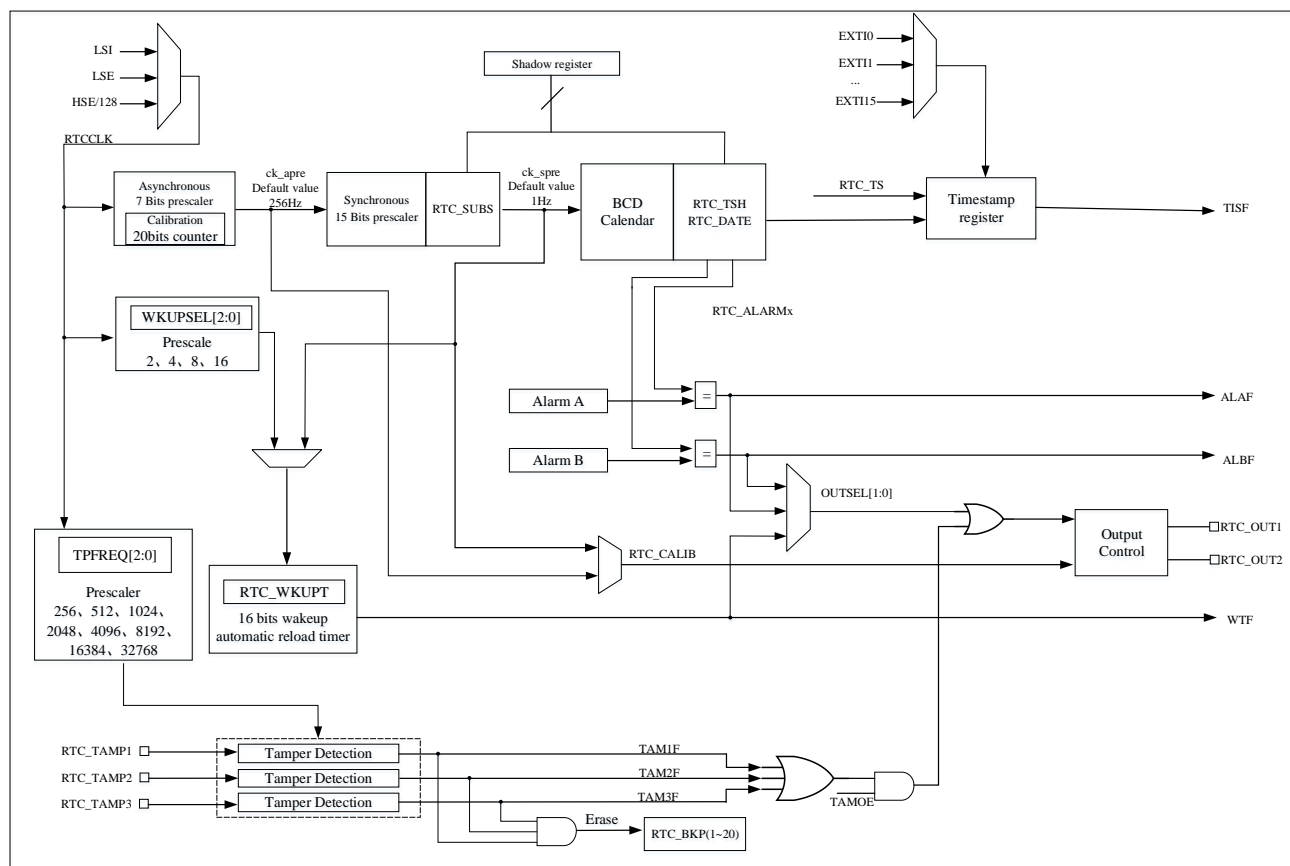 LSI
LSE
HSE/128
RTCCLK
Shadow register
EXTI0
EXTI1
...
EXTI15
Asynchronous
7 Bits prescaler
Calibration
20bits counter
ck_apre
Default value
256Hz
Synchronous
15 Bits prescaler
RTC_SUBS
ck_spre
Default value
1Hz
BCD
Calendar
RTC_TSH
RTC_DATE
RTC_TS
Timestamp
register
TISF
WKUPSEL[2:0]
Prescale
2、4、8、16
RTC_ALARMx
Alarm A
=
ALAF
Alarm B
=
ALBF
OUTSEL[1:0]
RTC_CALIB
Output
Control
RTC_OUT1
RTC_OUT2
TPFREQ[2:0]
Prescaler
256、512、1024、
2048、4096、8192、
16384、32768
RTC_WKUPT
16 bits wakeup
automatic reload timer
WTF
RTC_TAMP1
Tamper Detection
TAM1F
RTC_TAMP2
Tamper Detection
TAM2F
RTC_TAMP3
Tamper Detection
TAM3F
TAMOE
Erase
RTC_BKP(1~20)